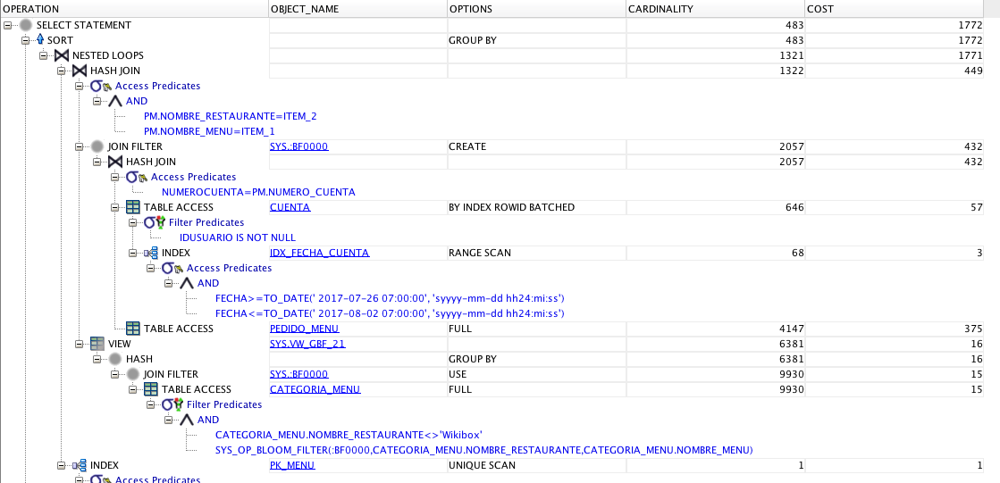 OPERATION OBJECT_NAME OPTIONS CARDINALITY COST
SELECT STATEMENT 483 1772
SORT GROUP BY 483 1772
NESTED LOOPS 1321 1771
HASH JOIN 1322 449
Access Predicates
AND
PM.NOMBRE_RESTAURANTE=ITEM_2
PM.NOMBRE_MENU=ITEM_1
JOIN FILTER SYS.:BF0000 CREATE 2057 432
HASH JOIN 2057 432
Access Predicates
NUMEROCUENTA=PM.NUMERO_CUENTA
TABLE ACCESS CUENTA BY INDEX ROWID BATCHED 646 57
Filter Predicates
IDUSUARIO IS NOT NULL
INDEX IDX_FECHA_CUENTA RANGE SCAN 68 3
Access Predicates
AND
FECHA>=TO_DATE(' 2017-07-26 07:00:00', 'syyyy-mm-dd hh24:mi:ss')
FECHA<=TO_DATE(' 2017-08-02 07:00:00', 'syyyy-mm-dd hh24:mi:ss')
TABLE ACCESS PEDIDO_MENU FULL 4147 375
VIEW SYS.VW_GBF_21 6381 16
HASH GROUP BY 6381 16
JOIN FILTER SYS.:BF0000 USE 9930 15
TABLE ACCESS CATEGORIA_MENU FULL 9930 15
Filter Predicates
AND
CATEGORIA_MENU.NOMBRE_RESTAURANTE<>'Wikibox'
SYS_OP_BLOOM_FILTER(:BF0000,CATEGORIA_MENU.NOMBRE_RESTAURANTE,CATEGORIA_MENU.NOMBRE_MENU)
INDEX PK_MENU UNIQUE SCAN 1 1
Access Predicates